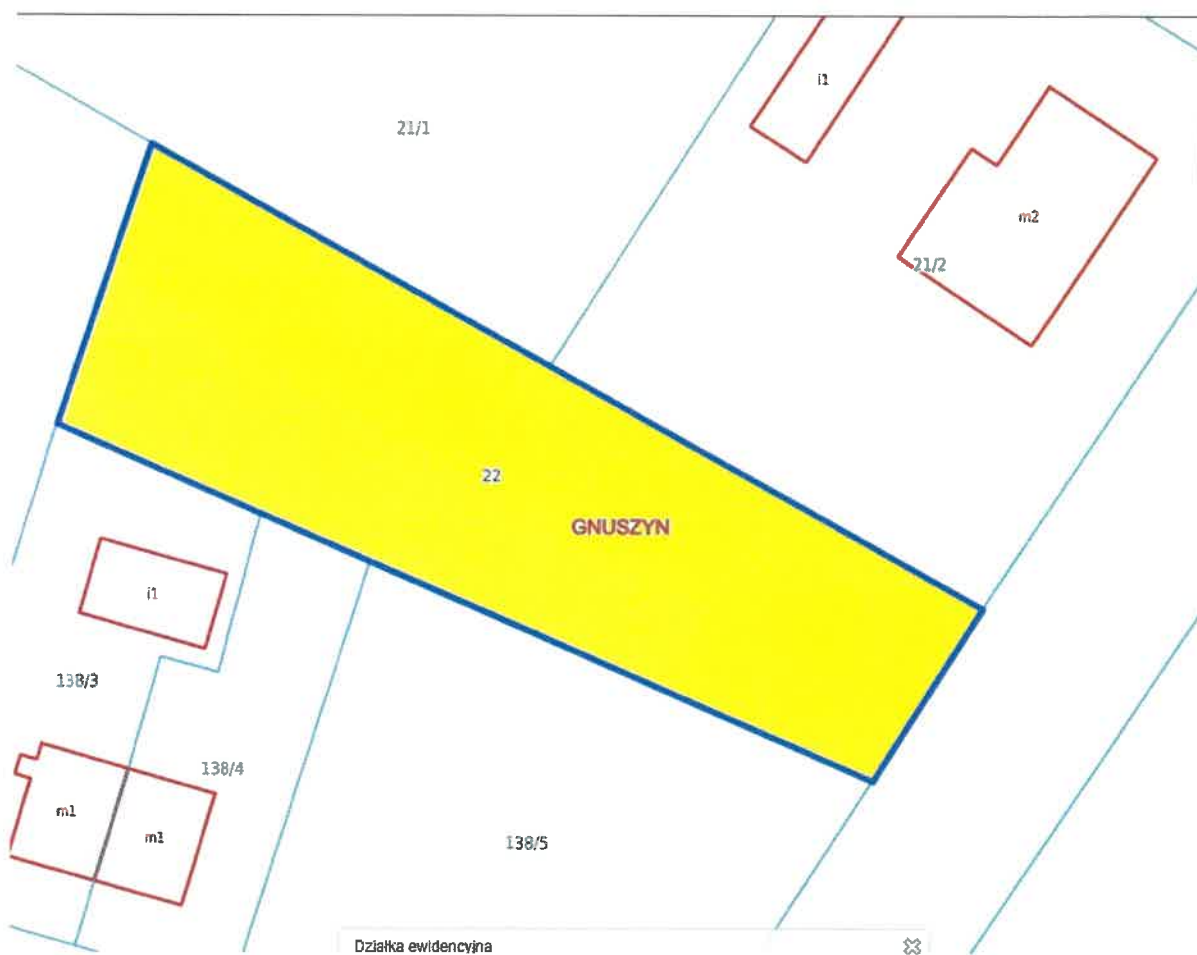 i1
21/1
m2
21/2
22
GNUSZYN
i1
138/3
138/4
m1
m1
138/5
Działka ewidencyjna